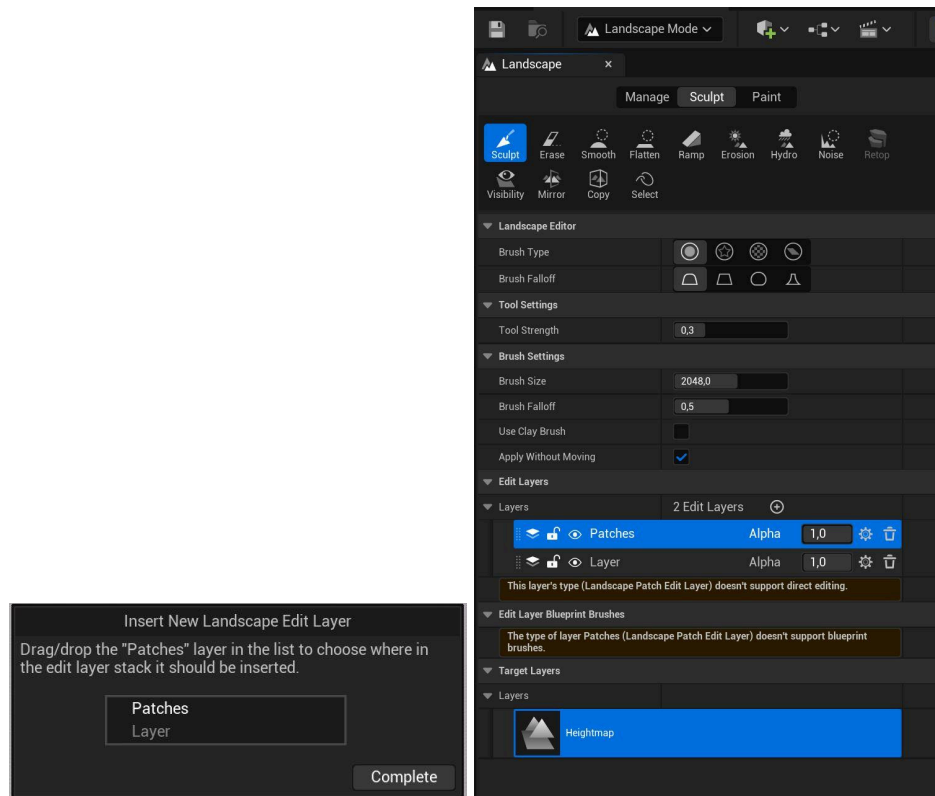 Insert New Landscape Edit Layer
Drag/drop the "Patches" layer in the list to choose where in
the edit layer stack it should be inserted.
Patches
Layer
Complete
Landscape Mode
Landscape
Manage Sculpt Paint
Sculpt Erase Smooth Flatten Ramp Erosion Hydro Noise Retop
Visibility Mirror Copy Select
Landscape Editor
Brush Type
Brush Falloff
Tool Settings
Tool Strength 0,3
Brush Settings
Brush Size 2048,0
Brush Falloff 0,5
Use Clay Brush
Apply Without Moving
Edit Layers
Layers 2 Edit Layers
Patches Alpha 1,0
Layer Alpha 1,0
This layer's type (Landscape Patch Edit Layer) doesn't support direct editing.
Edit Layer Blueprint Brushes
The type of layer Patches (Landscape Patch Edit Layer) doesn't support blueprint
brushes.
Target Layers
Layers
Heightmap